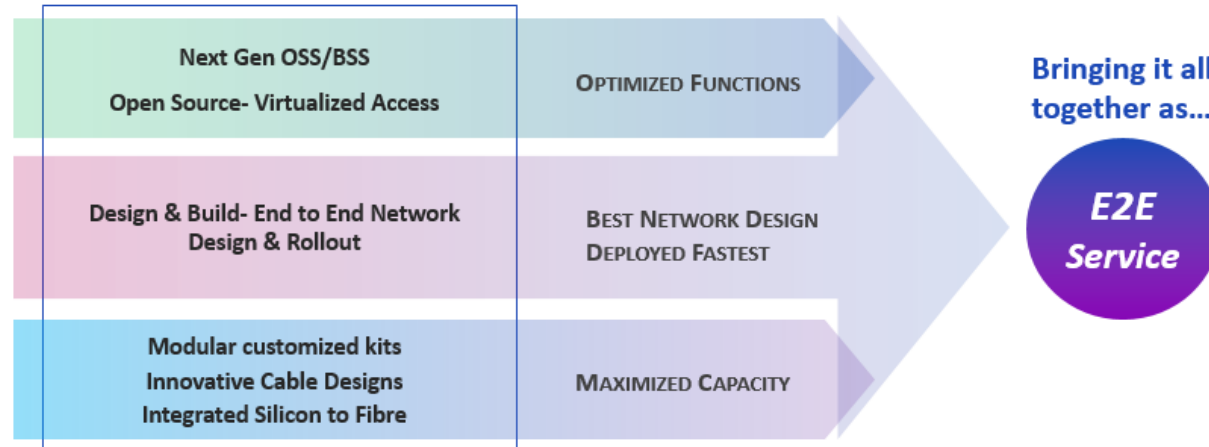 Next Gen OSS/BSS
Open Source- Virtualized Access
OPTIMIZED FUNCTIONS
Design & Build- End to End Network
Design & Rollout
BEST NETWORK DESIGN
DEPLOYED FASTEST
Modular customized kits
Innovative Cable Designs
Integrated Silicon to Fibre
MAXIMIZED CAPACITY
Bringing it all
together as...
E2E
Service